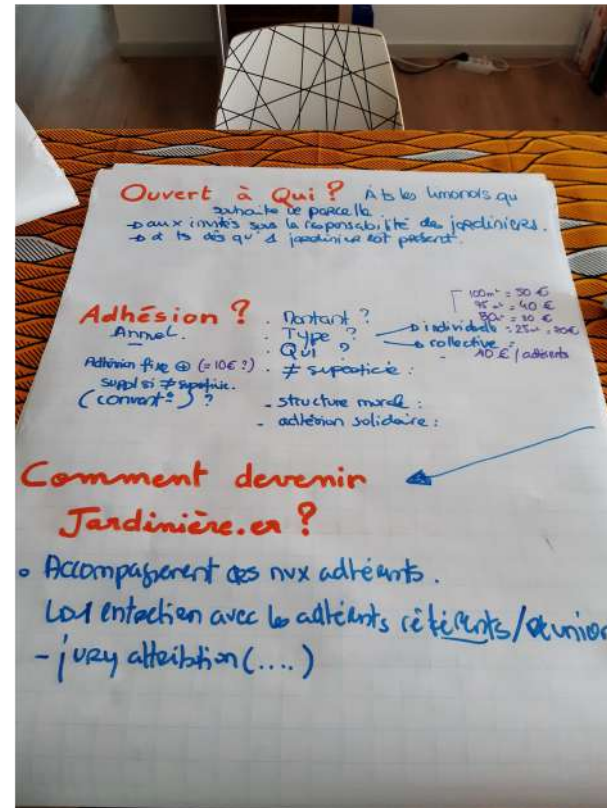 Ouvert à Qui ? À ts les limonois qui
souhaite parcelle
→ aux invités sous la responsabilité des jardiniers.
→ à ts dès qu'1 jardinier est présent.
Adhésion ?
Annuel.
Adhésion fixe ⊕ (=10€ ?)
suppl si ≠ superficie.
(convent°) ?
. Montant ?
. Type ?
. Qui ?
. ≠ superficie :
- structure morale :
- adhésion solidaire :
100m² = 50 €
75 m² = 40 €
50m² = 30 €
→ individuelle = 25m² = 20€
→ collective =
10 € / adhérents
Comment devenir
Jardinière.er ?
• Accompagnement des nvx adhérents.
↳ 1 entretien avec les adhérents référents/réunion
- jury attribution (....)